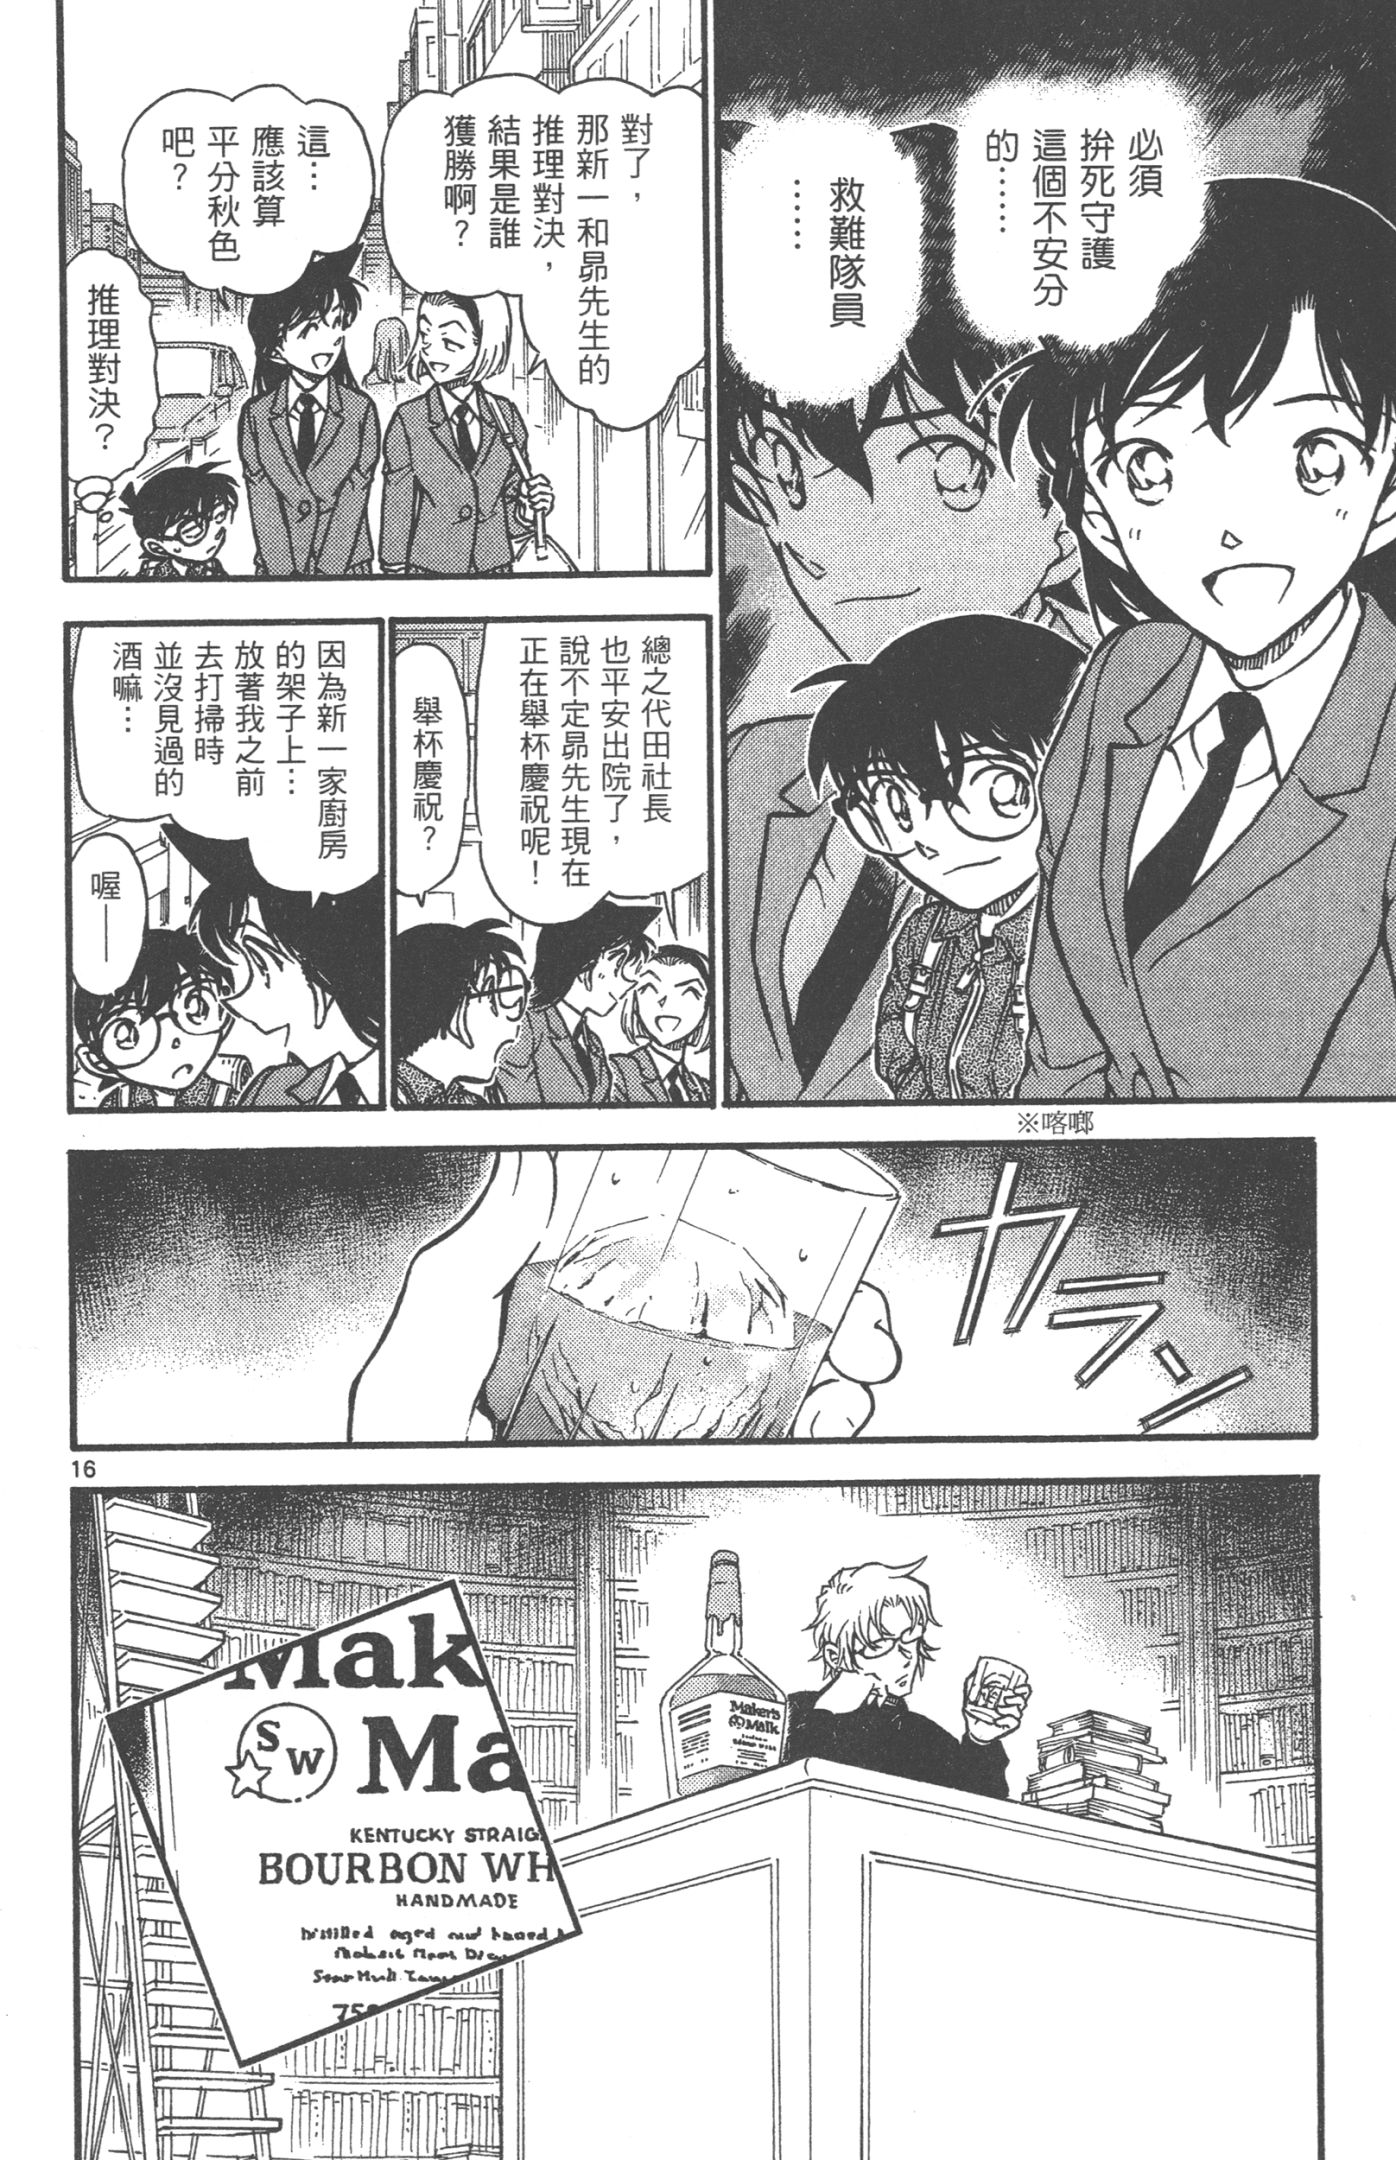 必須
拚死守護
這個不安分
的……
救難隊員
……
對了，
那新一和昴先生的
推理對決，
結果是誰
獲勝啊？
這…
應該算
平分秋色
吧？
推理對決？
總之代田社長
也平安出院了，
說不定昴先生現在
正在舉杯慶祝呢！
舉杯慶祝？
因為新一家廚房
的架子上…
放著我之前
去打掃時
並沒見過的
酒嘛…
喔——
※喀啷
カラン
16
Maker's
Malk
Mak
Ma
SW
KENTUCKY STRAIG
BOURBON WH
HANDMADE